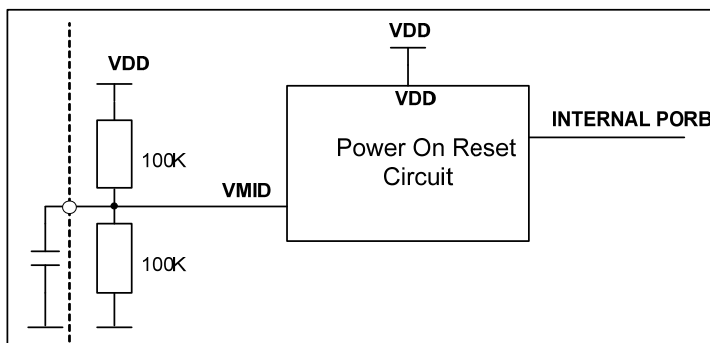 VDD
VDD
VDD
INTERNAL PORB
Power On Reset
Circuit
100K
VMID
100K